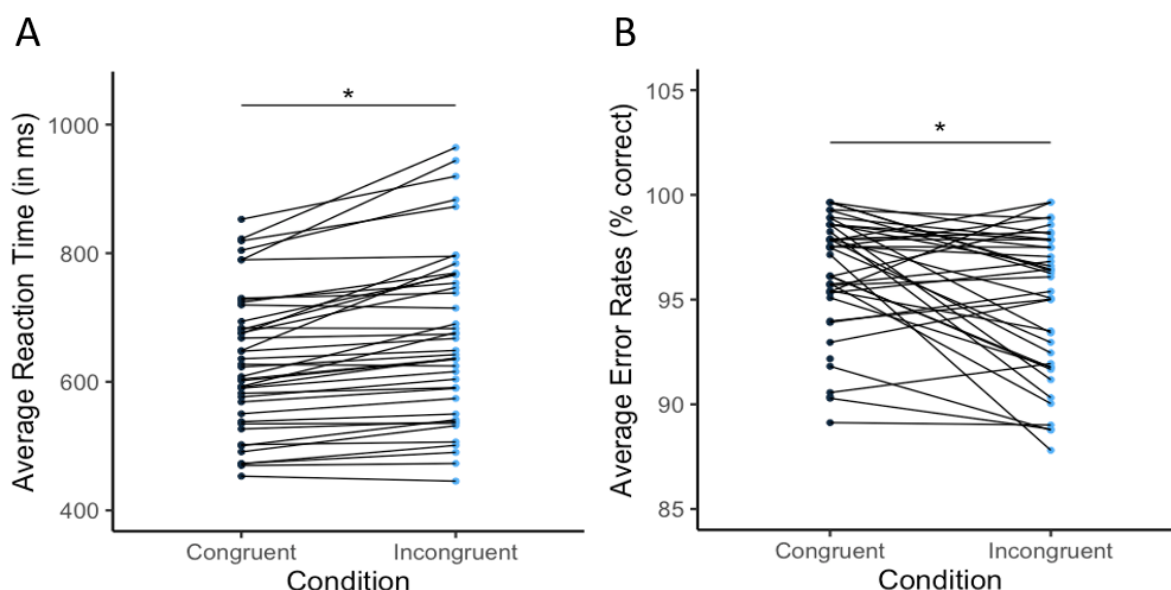 A
Average Reaction Time (in ms)
1000
800
600
400
*
Congruent
Incongruent
Condition
B
Average Error Rates (% correct)
105
100
95
90
85
*
Congruent
Incongruent
Condition